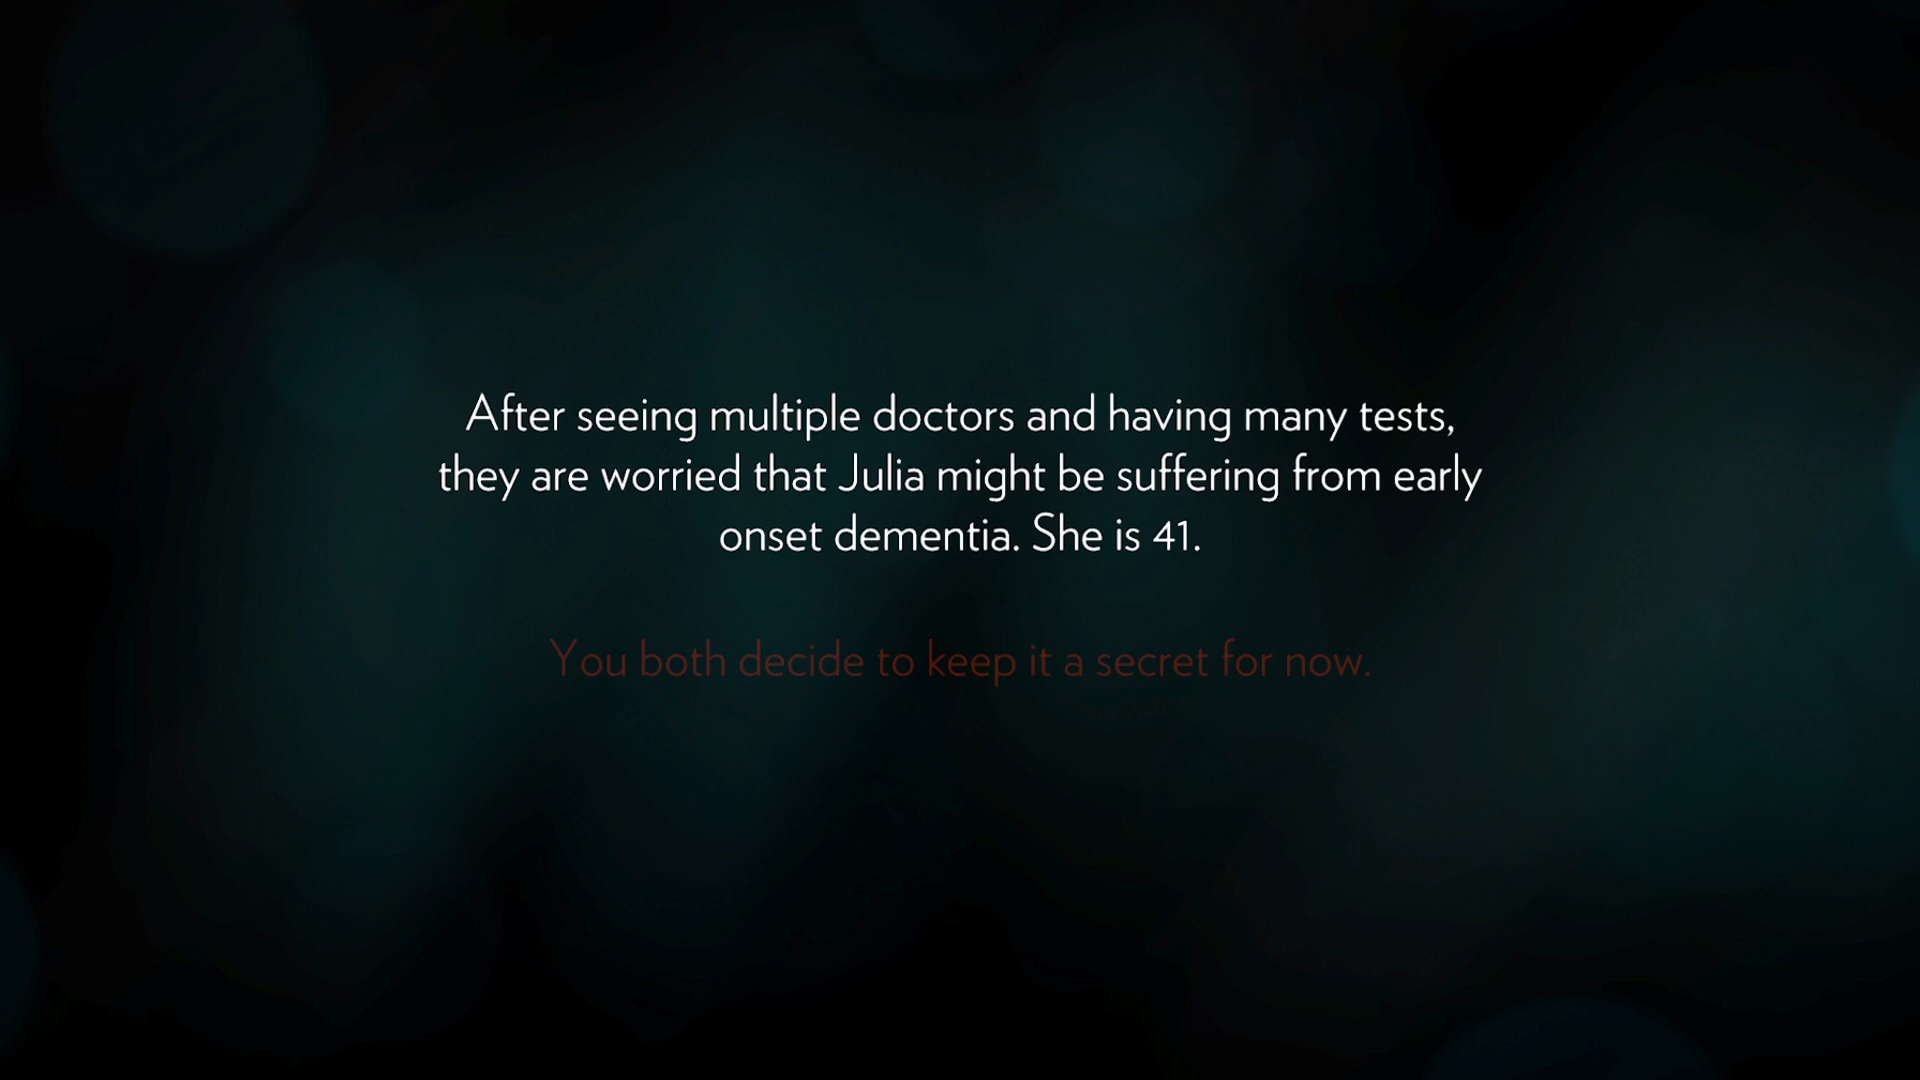 After seeing multiple doctors and having many tests,
they are worried that Julia might be suffering from early
onset dementia. She is 41.
You both decide to keep it a secret for now.